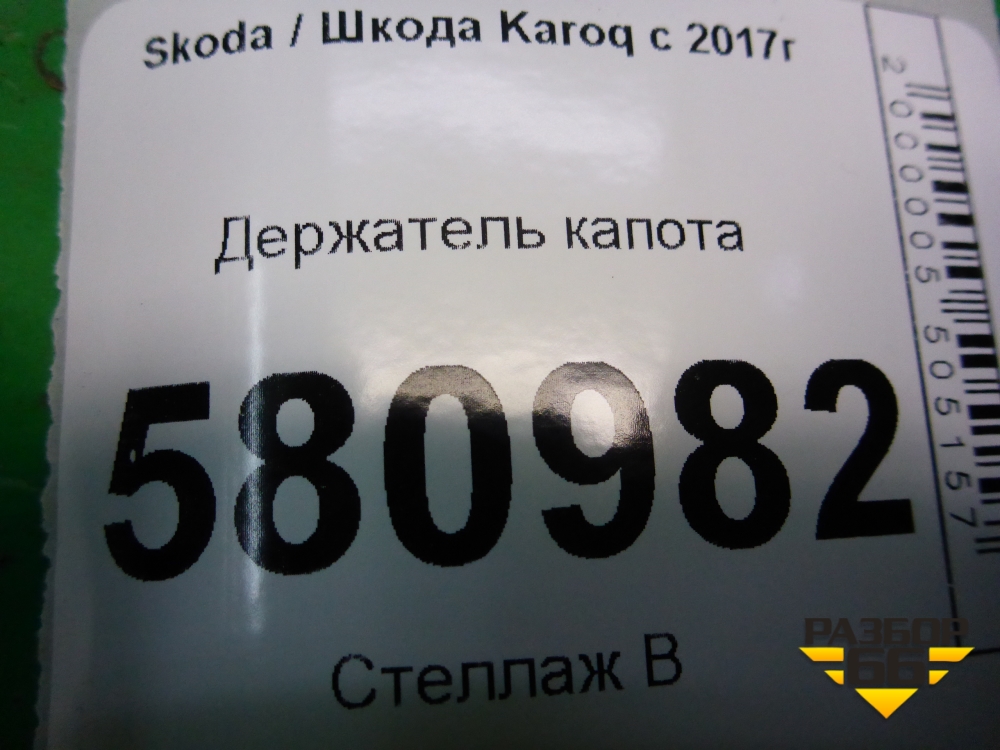 Skoda / Шкода Karoq с 2017г
Держатель капота
580982
Стеллаж В
2000005505157
РАЗБОР
66